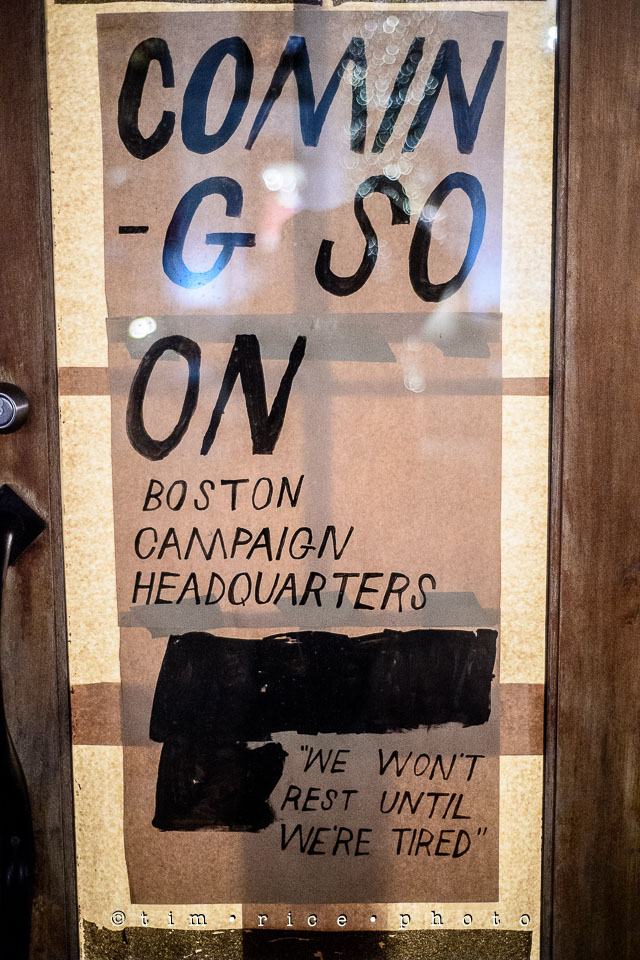 COMIN
-G SO
ON
BOSTON
CAMPAIGN
HEADQUARTERS
"WE WON'T
REST UNTIL
WE'RE TIRED"
© tim • rice • photo